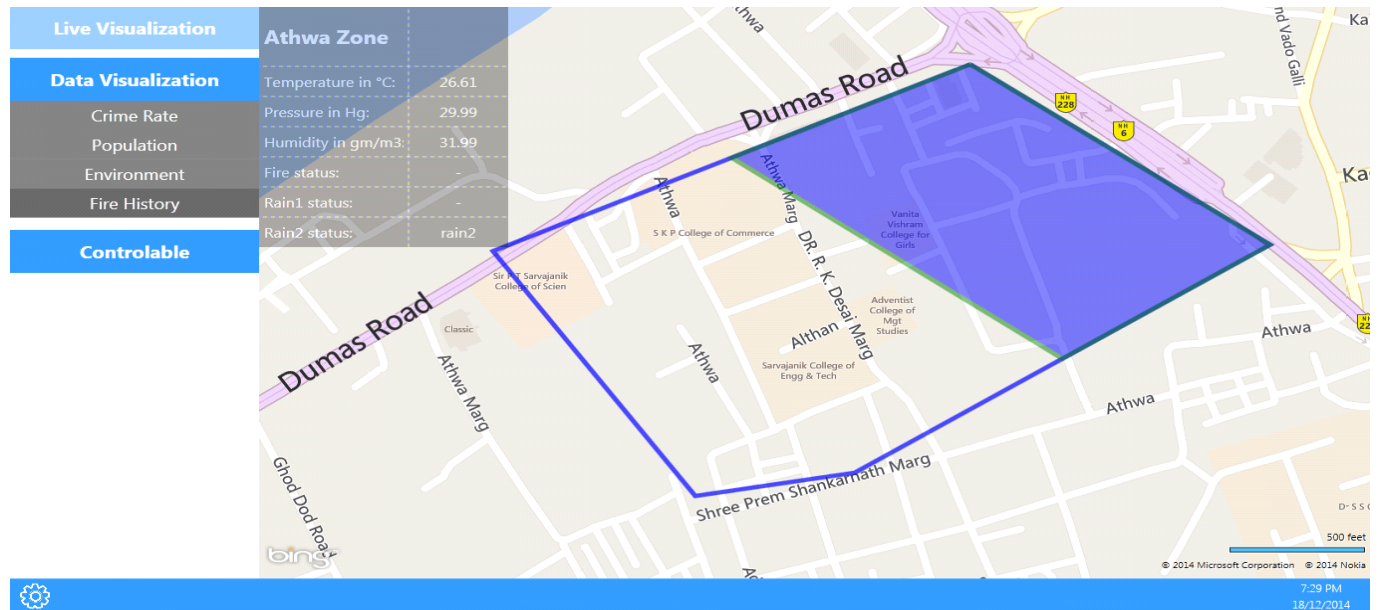 Live Visualization
Data Visualization
Crime Rate
Population
Environment
Fire History
Controlable
Athwa Zone
Temperature in °C: 26.61
Pressure in Hg: 29.99
Humidity in gm/m3: 31.99
Fire status: -
Rain1 status: -
Rain2 status: rain2
Dumas Road
NH
228
NH
6
nd Vado Galli
Ka
Athwa
Athwa Marg
S K P College of Commerce
Vanita
Vishram
College for
Girls
DR. R. K. Desai Marg
Sir P T Sarvajanik
College of Scien
Adventist
College of
Mgt
Studies
Classic
Althan
Dumas Road
Athwa
Athwa
Athwa Marg
Sarvajanik College of
Engg & Tech
Athwa
Ghod Dod Road
Shree Prem Shankarnath Marg
D-S S
500 feet
bing
© 2014 Microsoft Corporation © 2014 Nokia
7:29 PM
18/12/2014